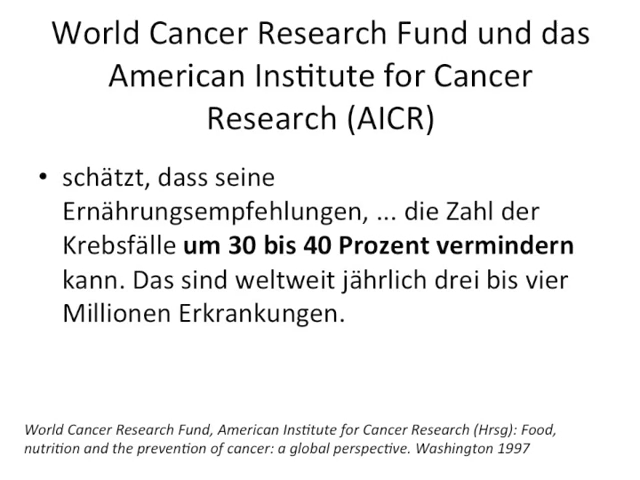 World Cancer Research Fund und das
American Institute for Cancer
Research (AICR)
• schätzt, dass seine
Ernährungsempfehlungen, ... die Zahl der
Krebsfälle um 30 bis 40 Prozent vermindern
kann. Das sind weltweit jährlich drei bis vier
Millionen Erkrankungen.
World Cancer Research Fund, American Institute for Cancer Research (Hrsg): Food,
nutrition and the prevention of cancer: a global perspective. Washington 1997